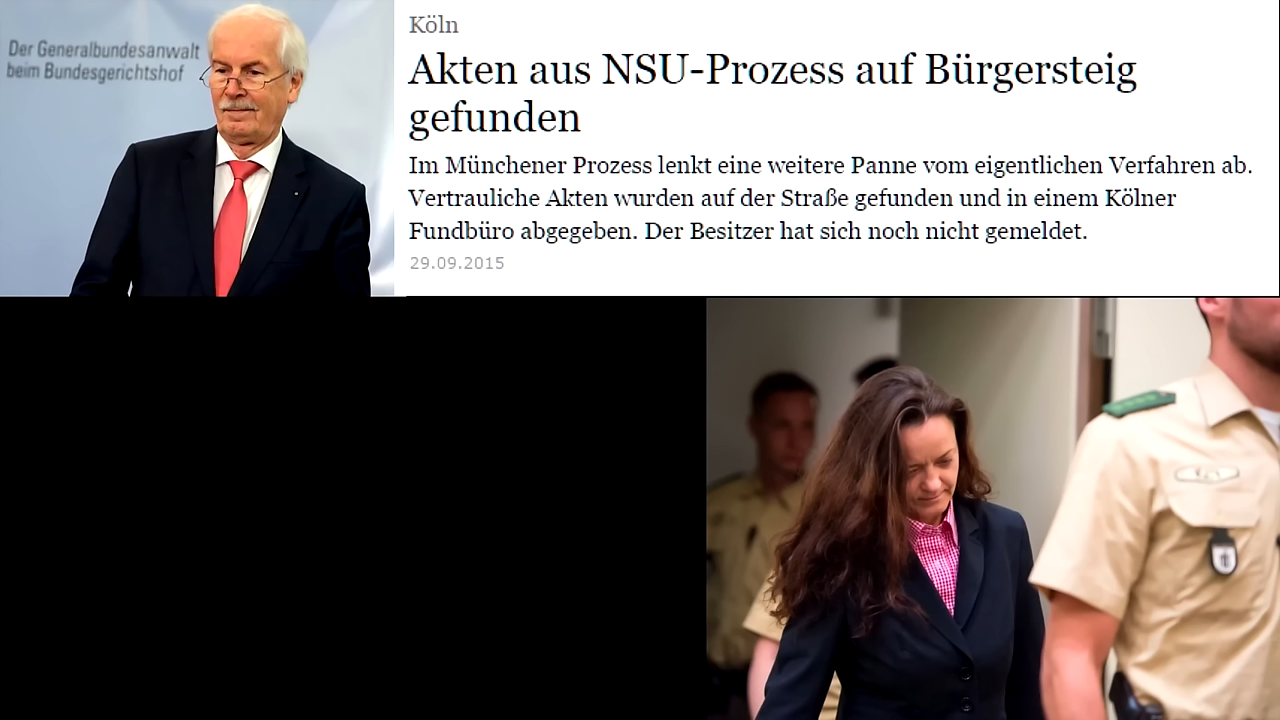 Der Generalbundesanwalt
beim Bundesgerichtshof
Köln
Akten aus NSU-Prozess auf Bürgersteig
gefunden
Im Münchener Prozess lenkt eine weitere Panne vom eigentlichen Verfahren ab.
Vertrauliche Akten wurden auf der Straße gefunden und in einem Kölner
Fundbüro abgegeben. Der Besitzer hat sich noch nicht gemeldet.
29.09.2015